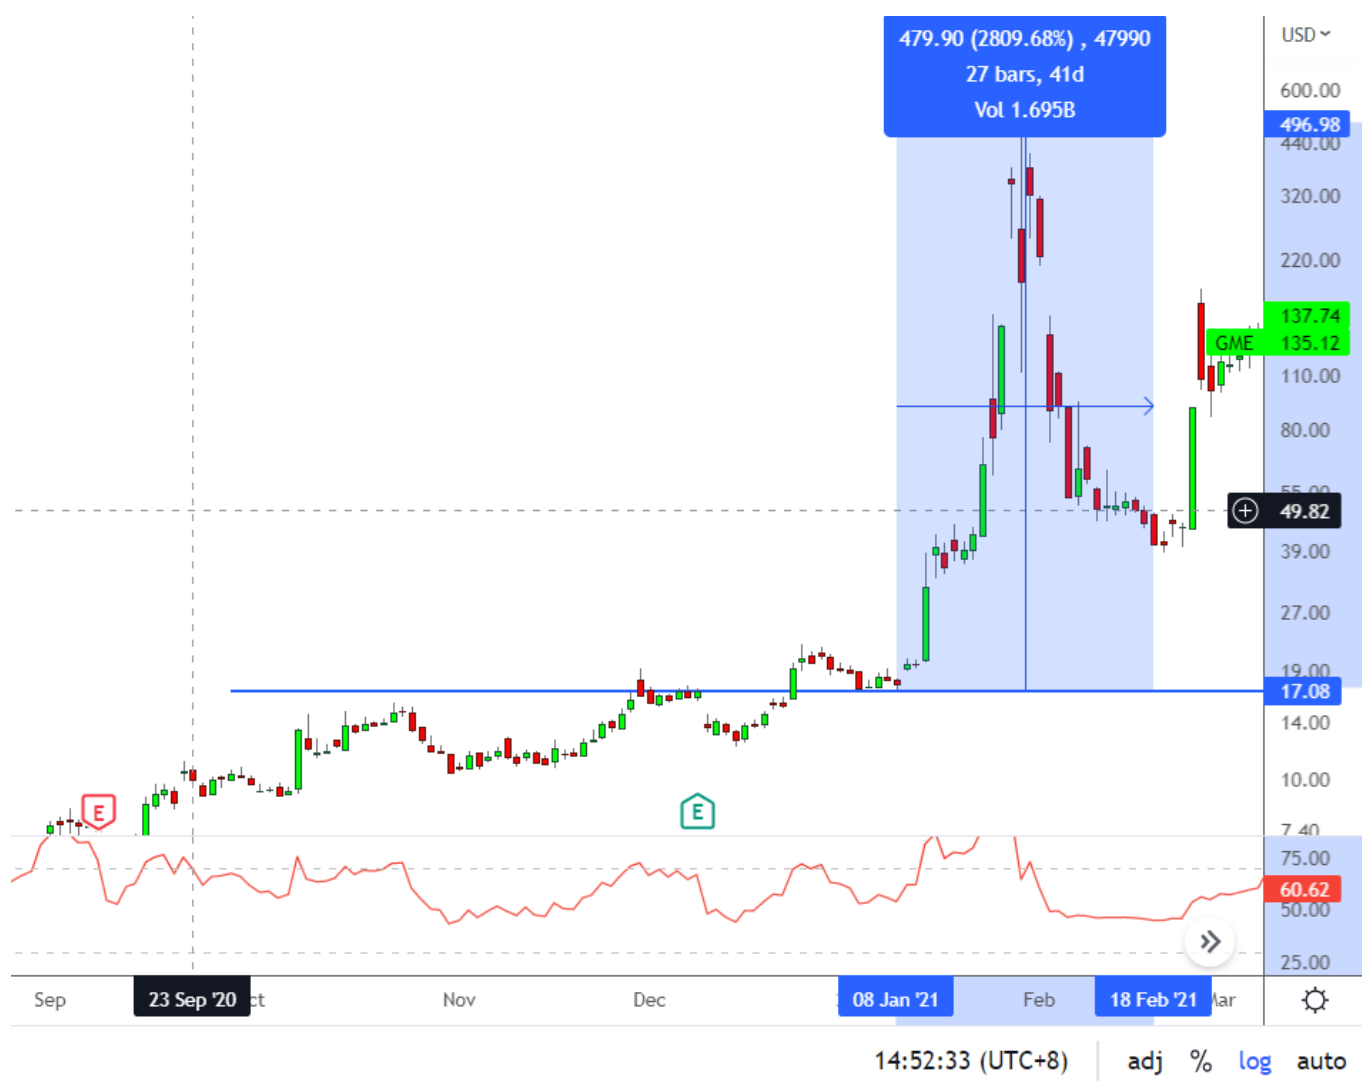 479.90 (2809.68%) , 47990
27 bars, 41d
Vol 1.695B
USD
600.00
496.98
440.00
320.00
220.00
137.74
GME 135.12
110.00
80.00
55.00
49.82
39.00
27.00
19.00
17.08
14.00
10.00
7.40
E
E
75.00
60.62
50.00
25.00
Sep 23 Sep '20 ct Nov Dec 08 Jan '21 Feb 18 Feb '21 Mar
14:52:33 (UTC+8) adj % log auto